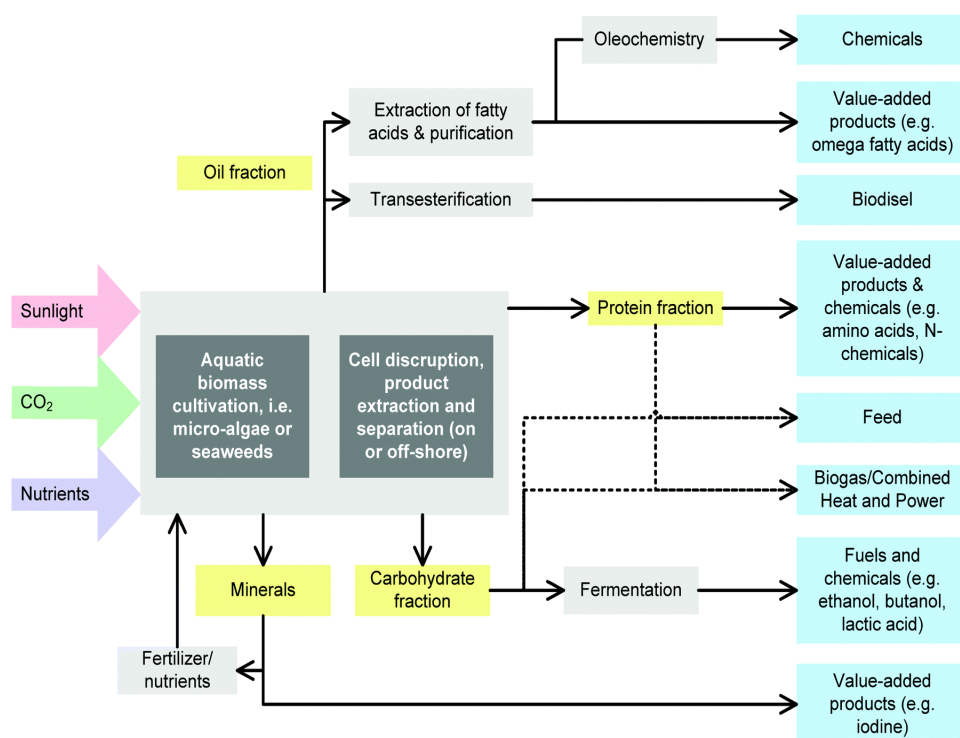 Oleochemistry
Chemicals
Extraction of fatty
acids & purification
Value-added
products (e.g.
omega fatty acids)
Oil fraction
Transesterification
Biodisel
Sunlight
CO₂
Nutrients
Aquatic
biomass
cultivation, i.e.
micro-algae or
seaweeds
Cell discruption,
product
extraction and
separation (on
or off-shore)
Protein fraction
Value-added
products &
chemicals (e.g.
amino acids, N-
chemicals)
Feed
Biogas/Combined
Heat and Power
Minerals
Carbohydrate
fraction
Fermentation
Fuels and
chemicals (e.g.
ethanol, butanol,
lactic acid)
Fertilizer/
nutrients
Value-added
products (e.g.
iodine)